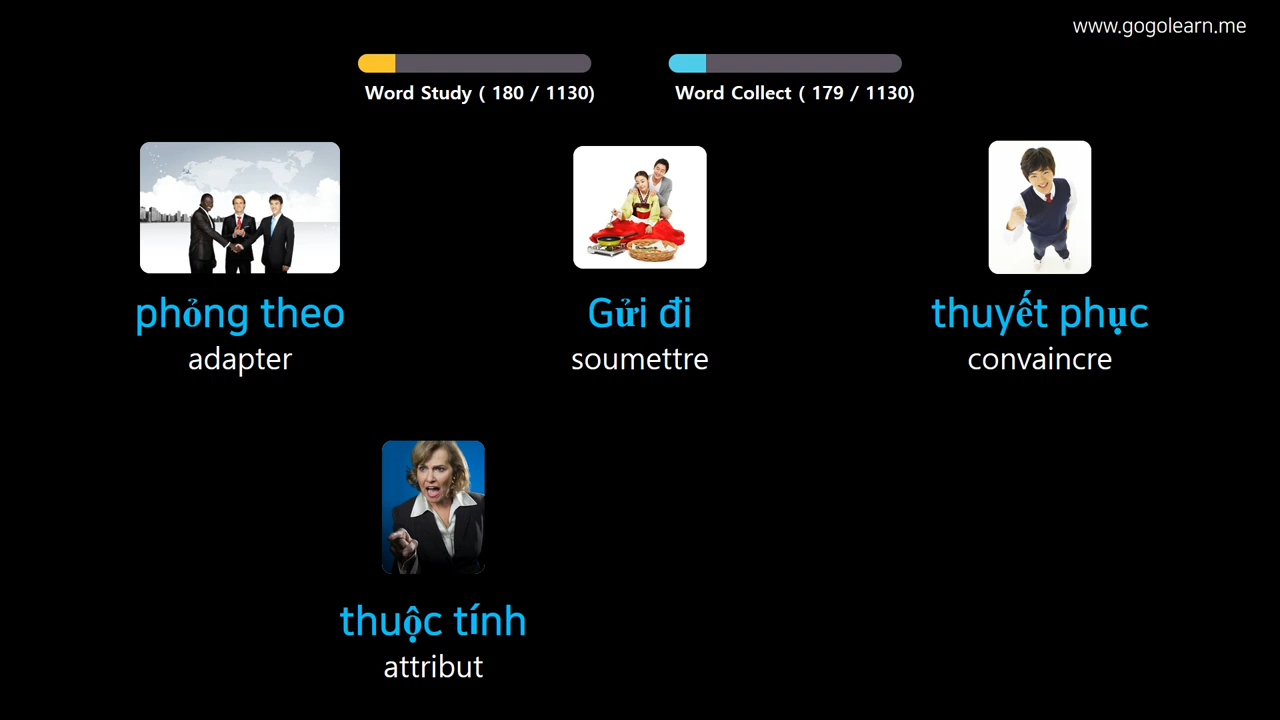 www.gogolearn.me
Word Study ( 180 / 1130)
Word Collect ( 179 / 1130)
phỏng theo
adapter
Gửi đi
soumettre
thuyết phục
convaincre
thuộc tính
attribut